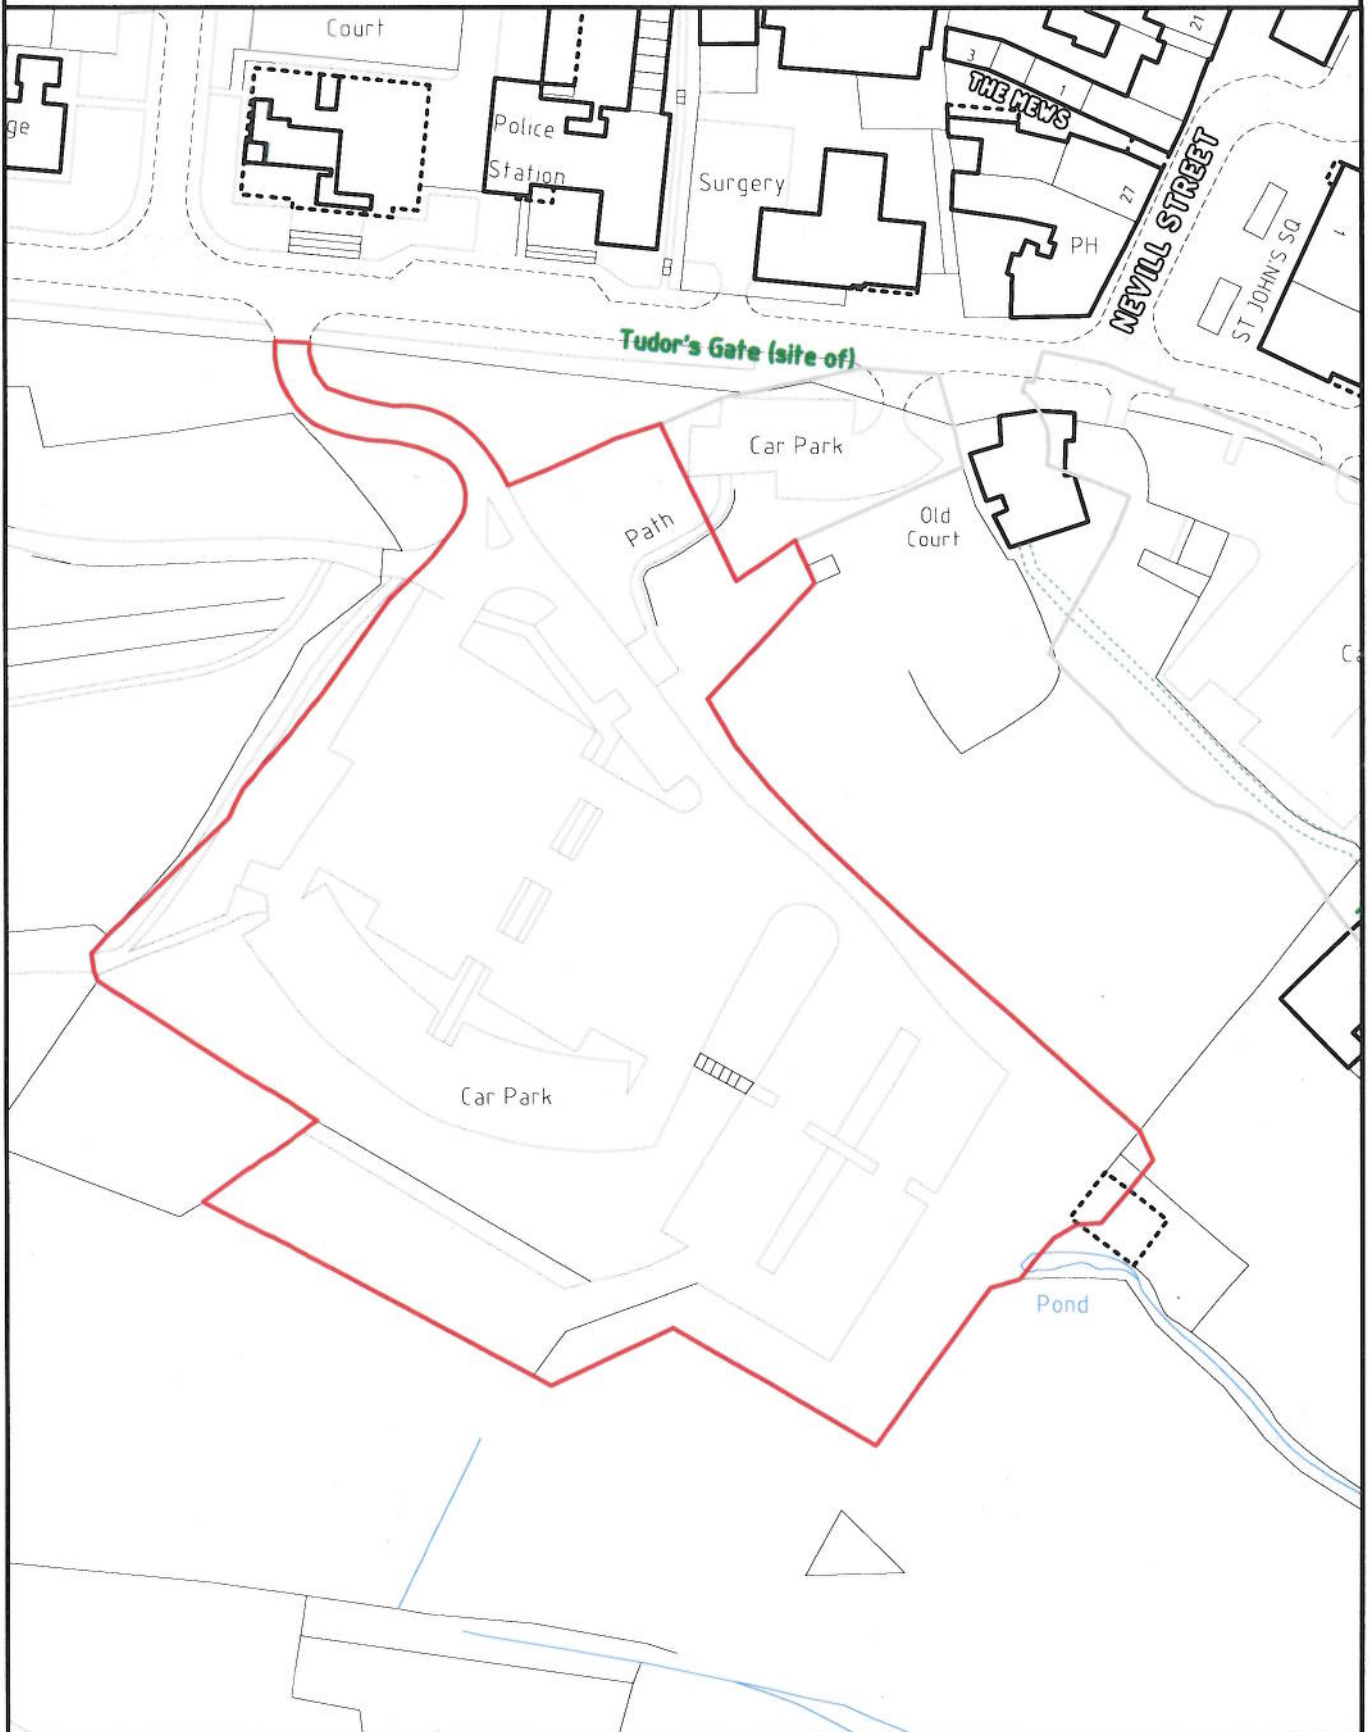 Court
21
3
1
THE MEWS
ge
Police
Station
Surgery
27
PH
NEVILL STREET
ST JOHN'S SQ
1
Tudor's Gate (site of)
Car Park
Path
Old
Court
Car Park
Pond